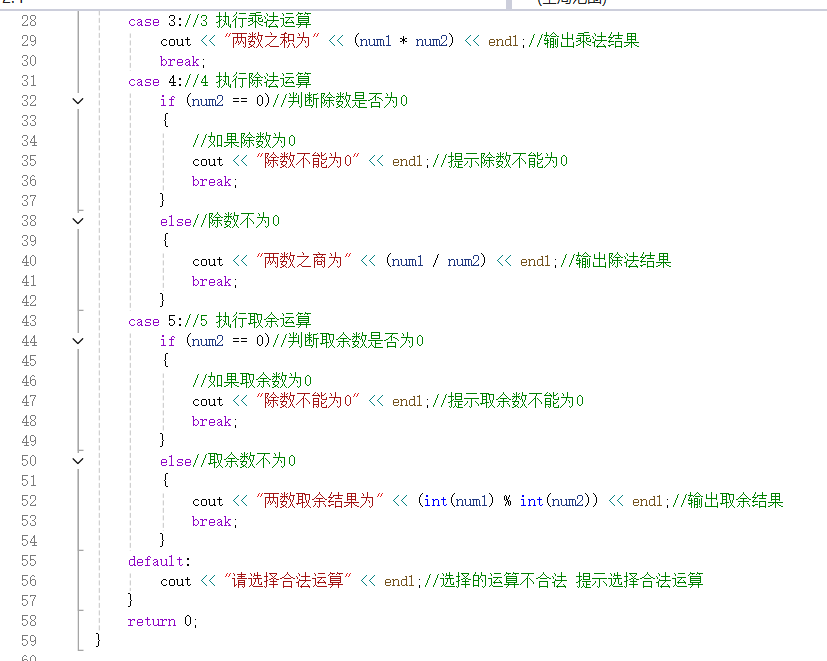 28 case 3://3 执行乘法运算
29 cout << "两数之积为" << (num1 * num2) << endl;//输出乘法结果
30 break;
31 case 4://4 执行除法运算
32 if (num2 == 0)//判断除数是否为0
33 {
34 //如果除数为0
35 cout << "除数不能为0" << endl;//提示除数不能为0
36 break;
37 }
38 else//除数不为0
39 {
40 cout << "两数之商为" << (num1 / num2) << endl;//输出除法结果
41 break;
42 }
43 case 5://5 执行取余运算
44 if (num2 == 0)//判断取余数是否为0
45 {
46 //如果取余数为0
47 cout << "除数不能为0" << endl;//提示取余数不能为0
48 break;
49 }
50 else//取余数不为0
51 {
52 cout << "两数取余结果为" << (int(num1) % int(num2)) << endl;//输出取余结果
53 break;
54 }
55 default:
56 cout << "请选择合法运算" << endl;//选择的运算不合法 提示选择合法运算
57 }
58 return 0;
59 }